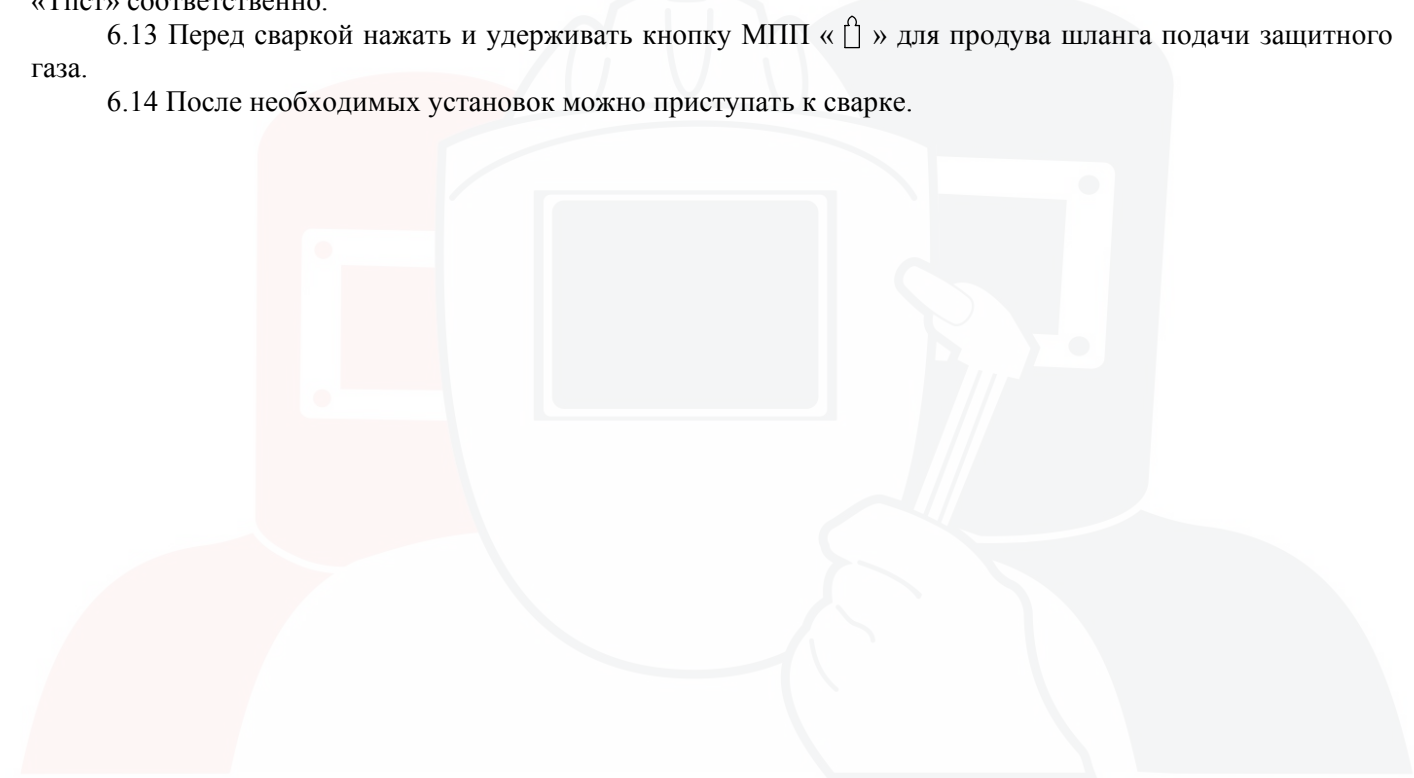 соответственно.
6.13 Перед сваркой нажать и удерживать кнопку МПП « » для продува шланга подачи защитного
газа.
6.14 После необходимых установок можно приступать к сварке.